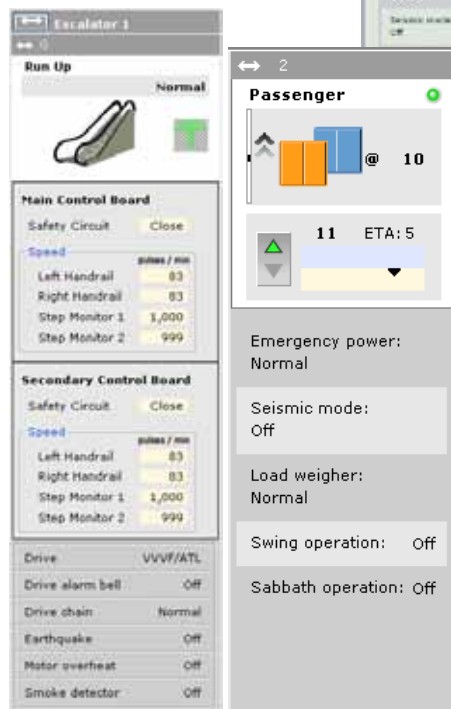 Escalator 1
0
Run Up
Normal
Main Control Board
Safety Circuit Close
Speed pulses / min
Left Handrail 83
Right Handrail 83
Step Monitor 1 1,000
Step Monitor 2 999
Secondary Control Board
Safety Circuit Close
Speed pulses / min
Left Handrail 83
Right Handrail 83
Step Monitor 1 1,000
Step Monitor 2 999
Drive VVVF/ATL
Drive alarm bell Off
Drive chain Normal
Earthquake Off
Motor overheat Off
Smoke detector Off
Seismic mode
Off
2
Passenger
@ 10
11 ETA:5
Emergency power:
Normal
Seismic mode:
Off
Load weigher:
Normal
Swing operation: Off
Sabbath operation: Off